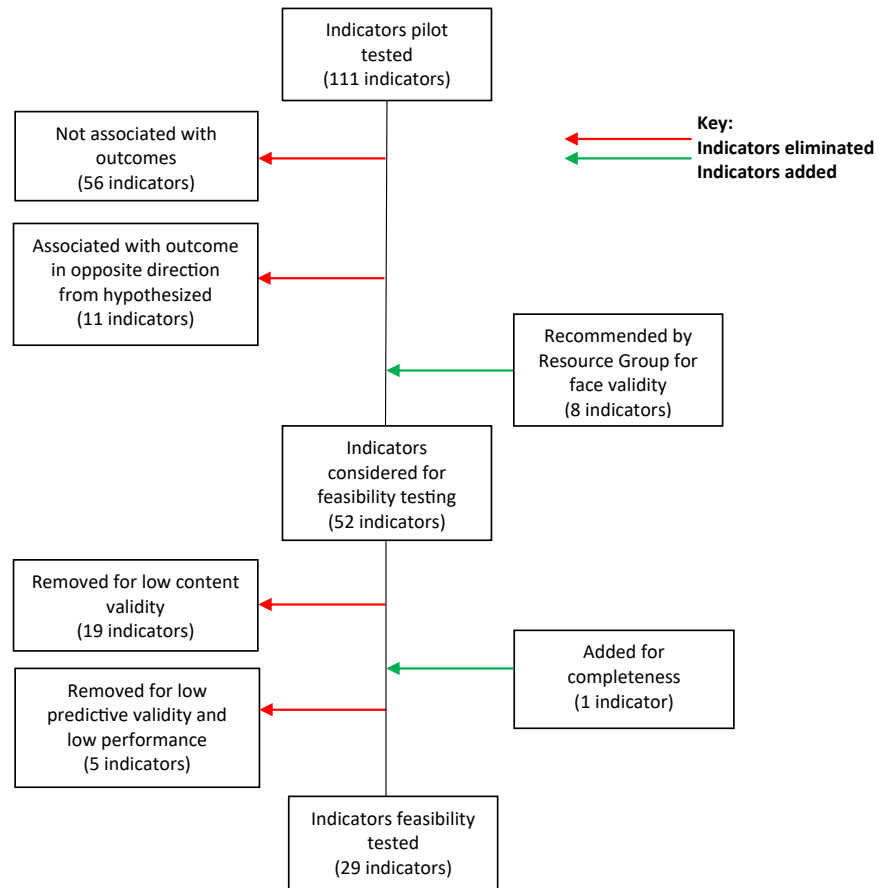 Indicators pilot
tested
(111 indicators)
Not associated with
outcomes
(56 indicators)
Key:
Indicators eliminated
Indicators added
Associated with outcome
in opposite direction
from hypothesized
(11 indicators)
Recommended by
Resource Group for
face validity
(8 indicators)
Indicators
considered for
feasibility testing
(52 indicators)
Removed for low content
validity
(19 indicators)
Added for
completeness
(1 indicator)
Removed for low
predictive validity and
low performance
(5 indicators)
Indicators feasibility
tested
(29 indicators)